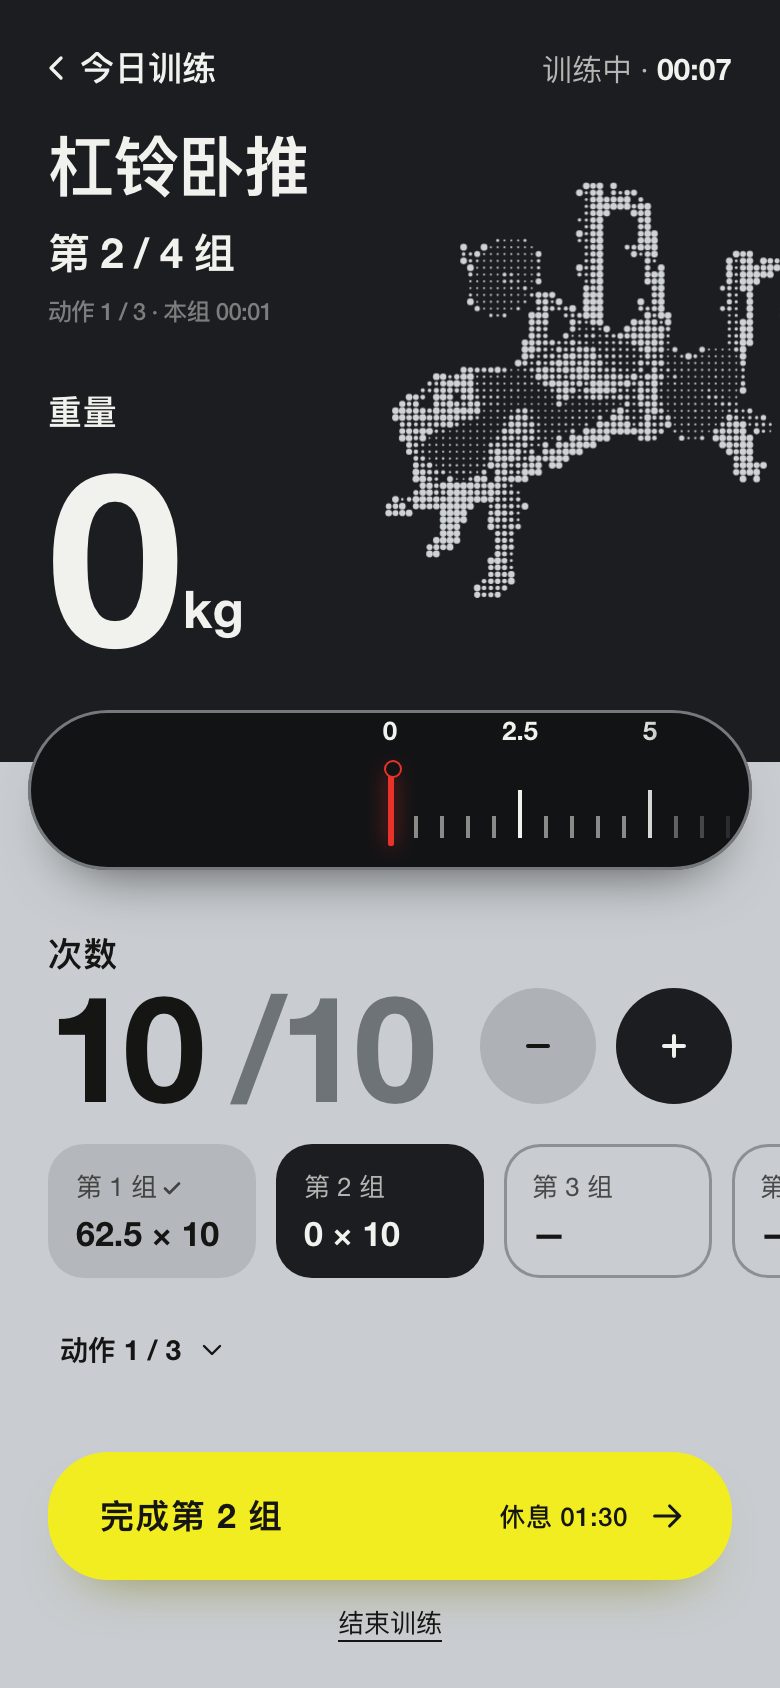 今日训练
训练中 · 00:07
杠铃卧推
第 2 / 4 组
动作 1 / 3 · 本组 00:01
重量
0kg
0 2.5 5
次数
10 /10
− +
第 1 组 第 2 组 第 3 组 第
62.5 × 10 0 × 10 – –
动作 1 / 3
完成第 2 组 休息 01:30 →
结束训练